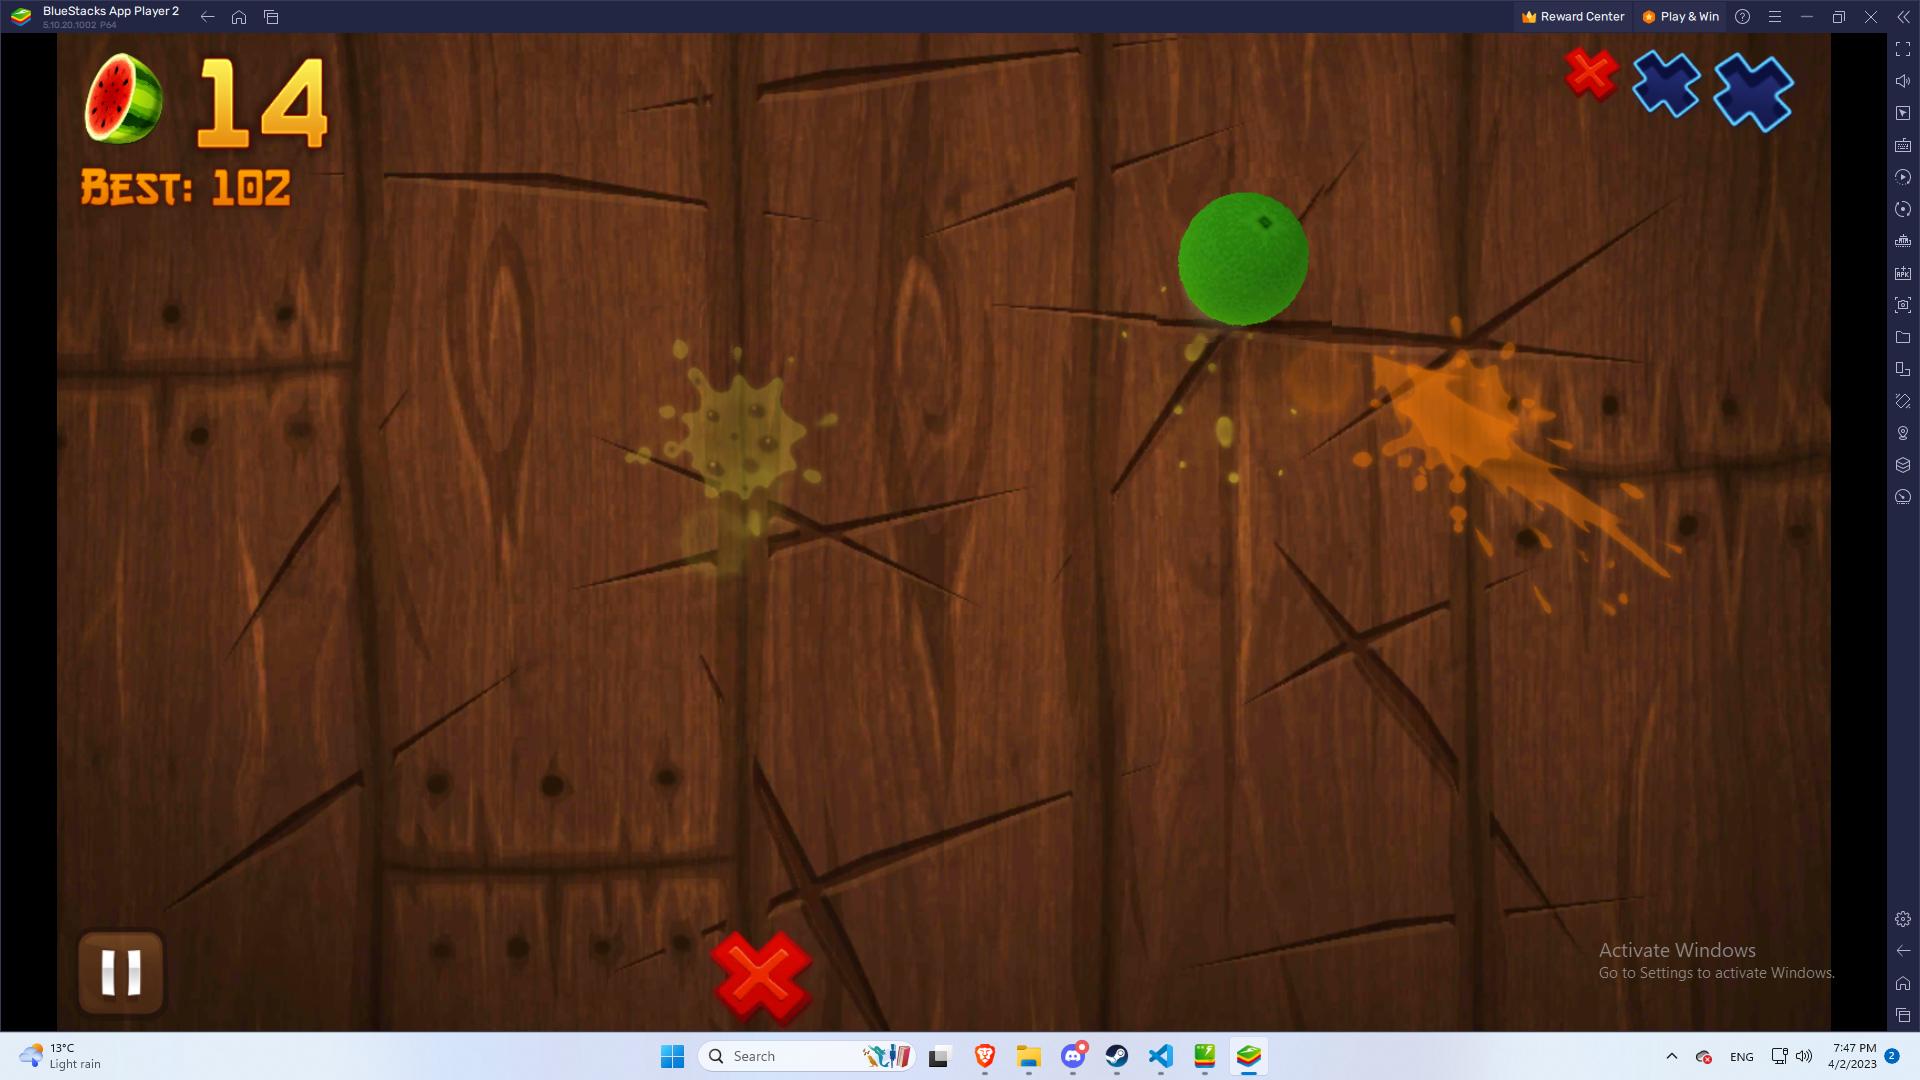 BlueStacks App Player 2
5.10.20.1002 P64
Reward Center
Play & Win
14
BEST: 102
Activate Windows
Go to Settings to activate Windows.
13°C
Light rain
Search
ENG
7:47 PM
4/2/2023
2